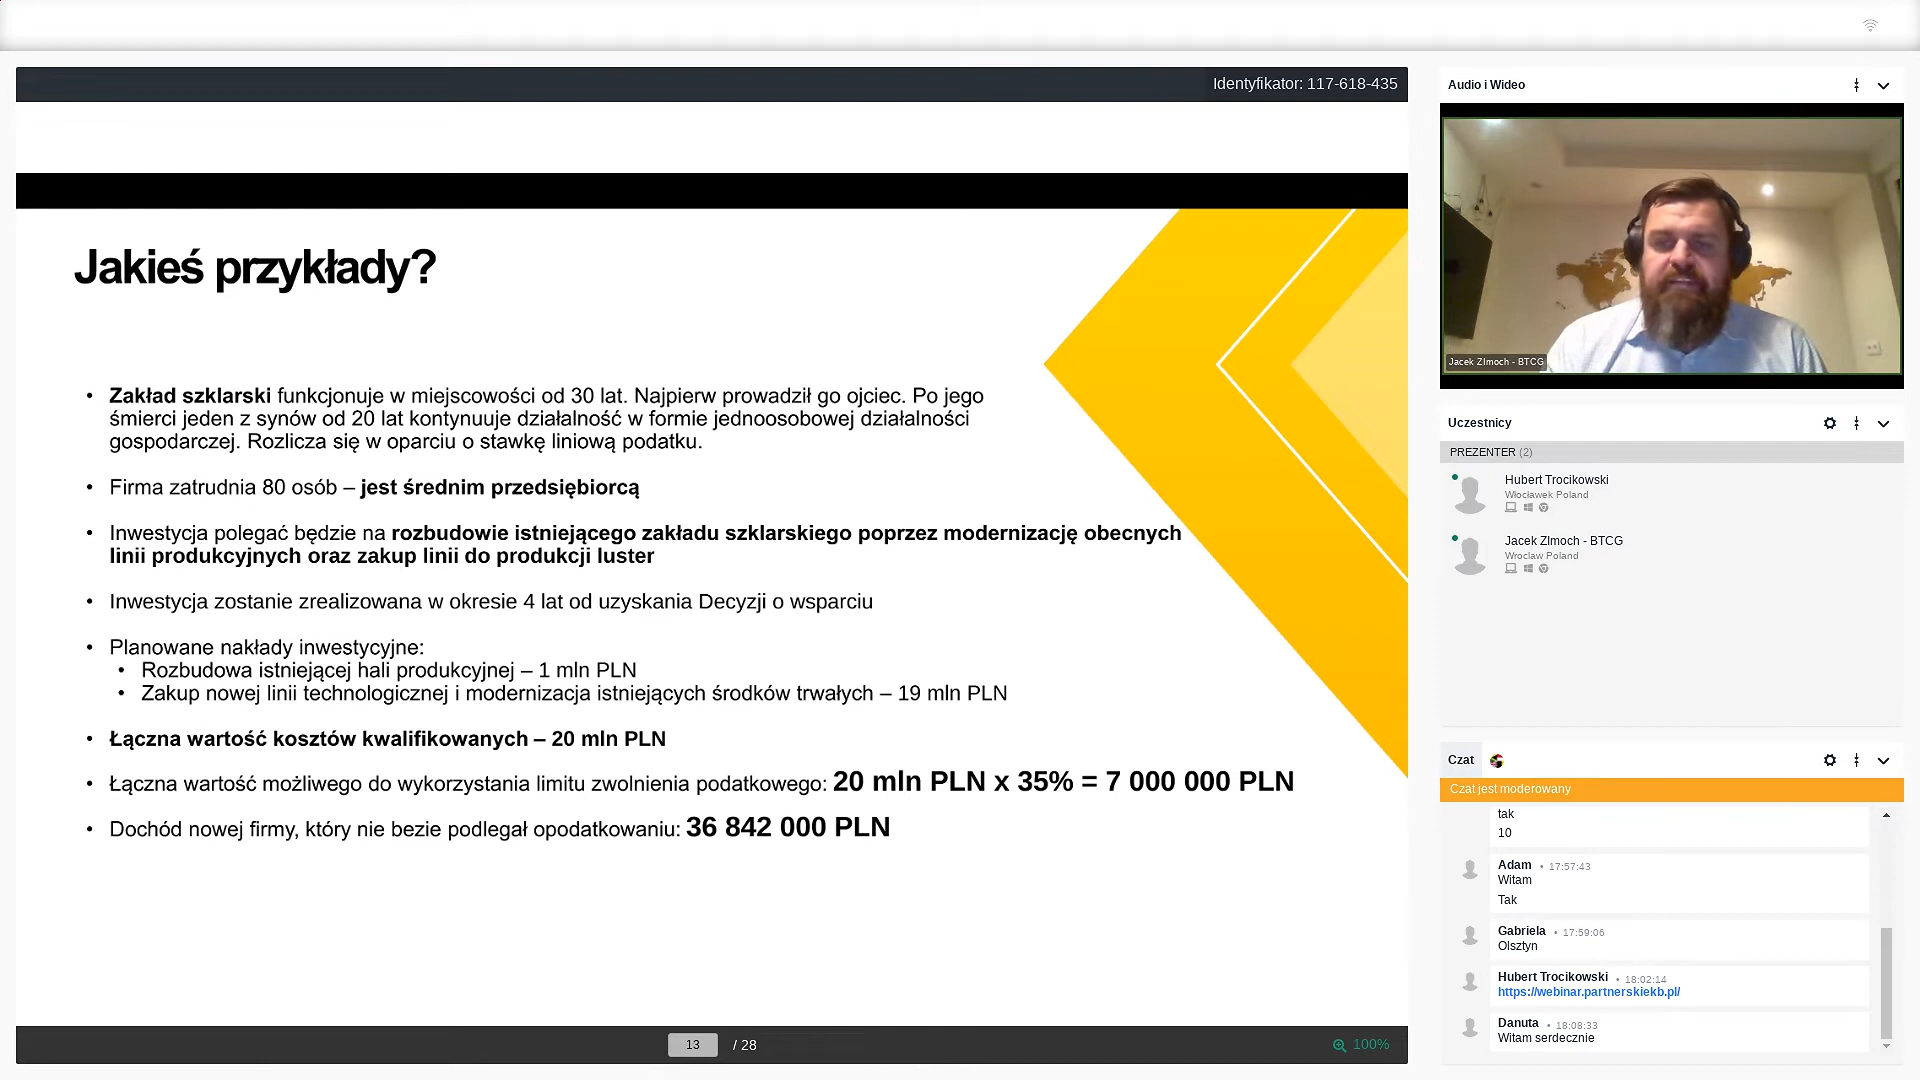 Identyfikator: 117-618-435
Jakieś przykłady?
• Zakład szklarski funkcjonuje w miejscowości od 30 lat. Najpierw prowadził go ojciec. Po jego
śmierci jeden z synów od 20 lat kontynuuje działalność w formie jednoosobowej działalności
gospodarczej. Rozlicza się w oparciu o stawkę liniową podatku.
• Firma zatrudnia 80 osób – jest średnim przedsiębiorcą
• Inwestycja polegać będzie na rozbudowie istniejącego zakładu szklarskiego poprzez modernizację obecnych
linii produkcyjnych oraz zakup linii do produkcji luster
• Inwestycja zostanie zrealizowana w okresie 4 lat od uzyskania Decyzji o wsparciu
• Planowane nakłady inwestycyjne:
• Rozbudowa istniejącej hali produkcyjnej – 1 mln PLN
• Zakup nowej linii technologicznej i modernizacja istniejących środków trwałych – 19 mln PLN
• Łączna wartość kosztów kwalifikowanych – 20 mln PLN
• Łączna wartość możliwego do wykorzystania limitu zwolnienia podatkowego: 20 mln PLN x 35% = 7 000 000 PLN
• Dochód nowej firmy, który nie bezie podlegał opodatkowaniu: 36 842 000 PLN
13 / 28
100%
Audio i Wideo
Jacek ZImoch - BTCG
Uczestnicy
PREZENTER (2)
Hubert Trocikowski
Włocławek Poland
Jacek ZImoch - BTCG
Wroclaw Poland
Czat
Czat jest moderowany
tak
10
Adam • 17:57:43
Witam
Tak
Gabriela • 17:59:06
Olsztyn
Hubert Trocikowski • 18:02:14
https://webinar.partnerskiekb.pl/
Danuta • 18:08:33
Witam serdecznie